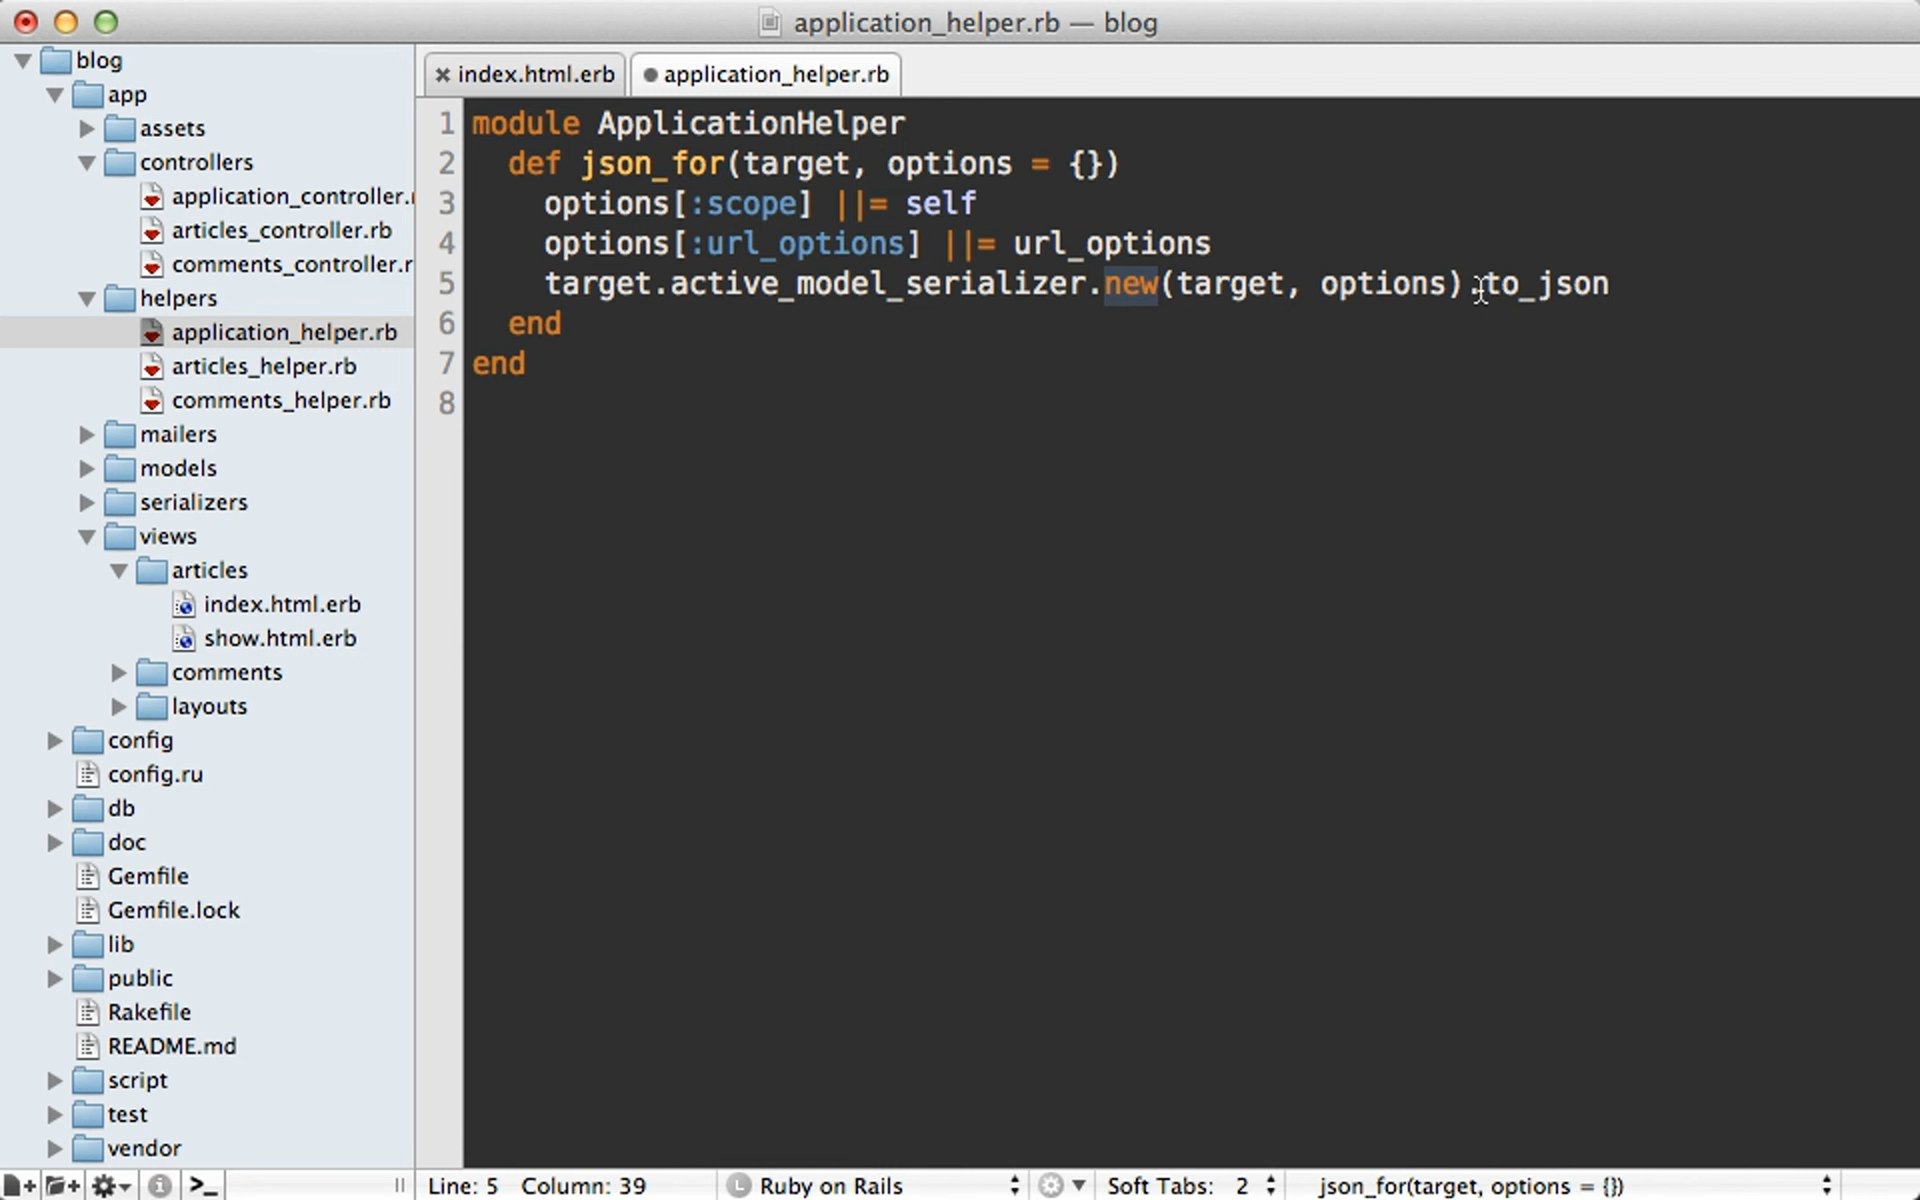 application_helper.rb — blog
blog
app
assets
controllers
application_controller.r
articles_controller.rb
comments_controller.r
helpers
application_helper.rb
articles_helper.rb
comments_helper.rb
mailers
models
serializers
views
articles
index.html.erb
show.html.erb
comments
layouts
config
config.ru
db
doc
Gemfile
Gemfile.lock
lib
public
Rakefile
README.md
script
test
vendor
index.html.erb
application_helper.rb
1 module ApplicationHelper
2 def json_for(target, options = {})
3 options[:scope] ||= self
4 options[:url_options] ||= url_options
5 target.active_model_serializer.new(target, options).to_json
6 end
7 end
8
Line: 5 Column: 39
L Ruby on Rails
Soft Tabs: 2
json_for(target, options = {})